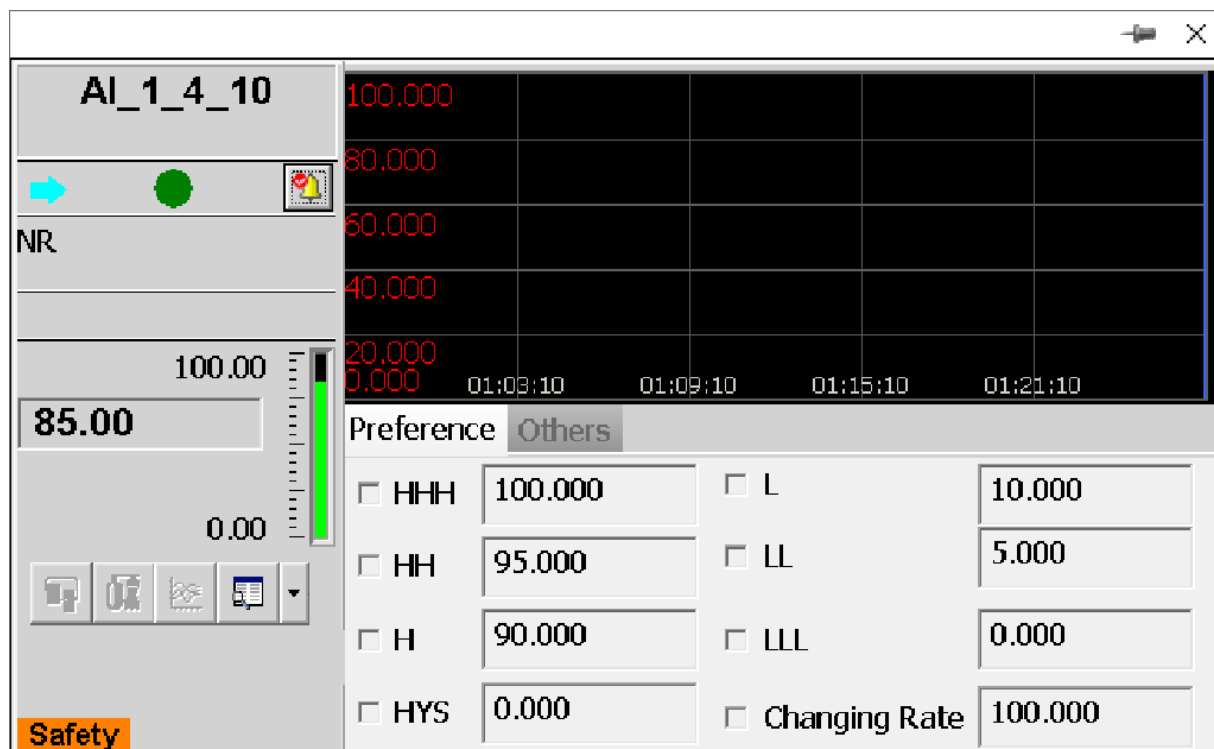 AI_1_4_10
NR
100.00
85.00
0.00
Safety
100.000
80.000
60.000
40.000
20.000
0.000
01:03:10 01:09:10 01:15:10 01:21:10
Preference Others
HHH 100.000 L 10.000
HH 95.000 LL 5.000
H 90.000 LLL 0.000
HYS 0.000 Changing Rate 100.000